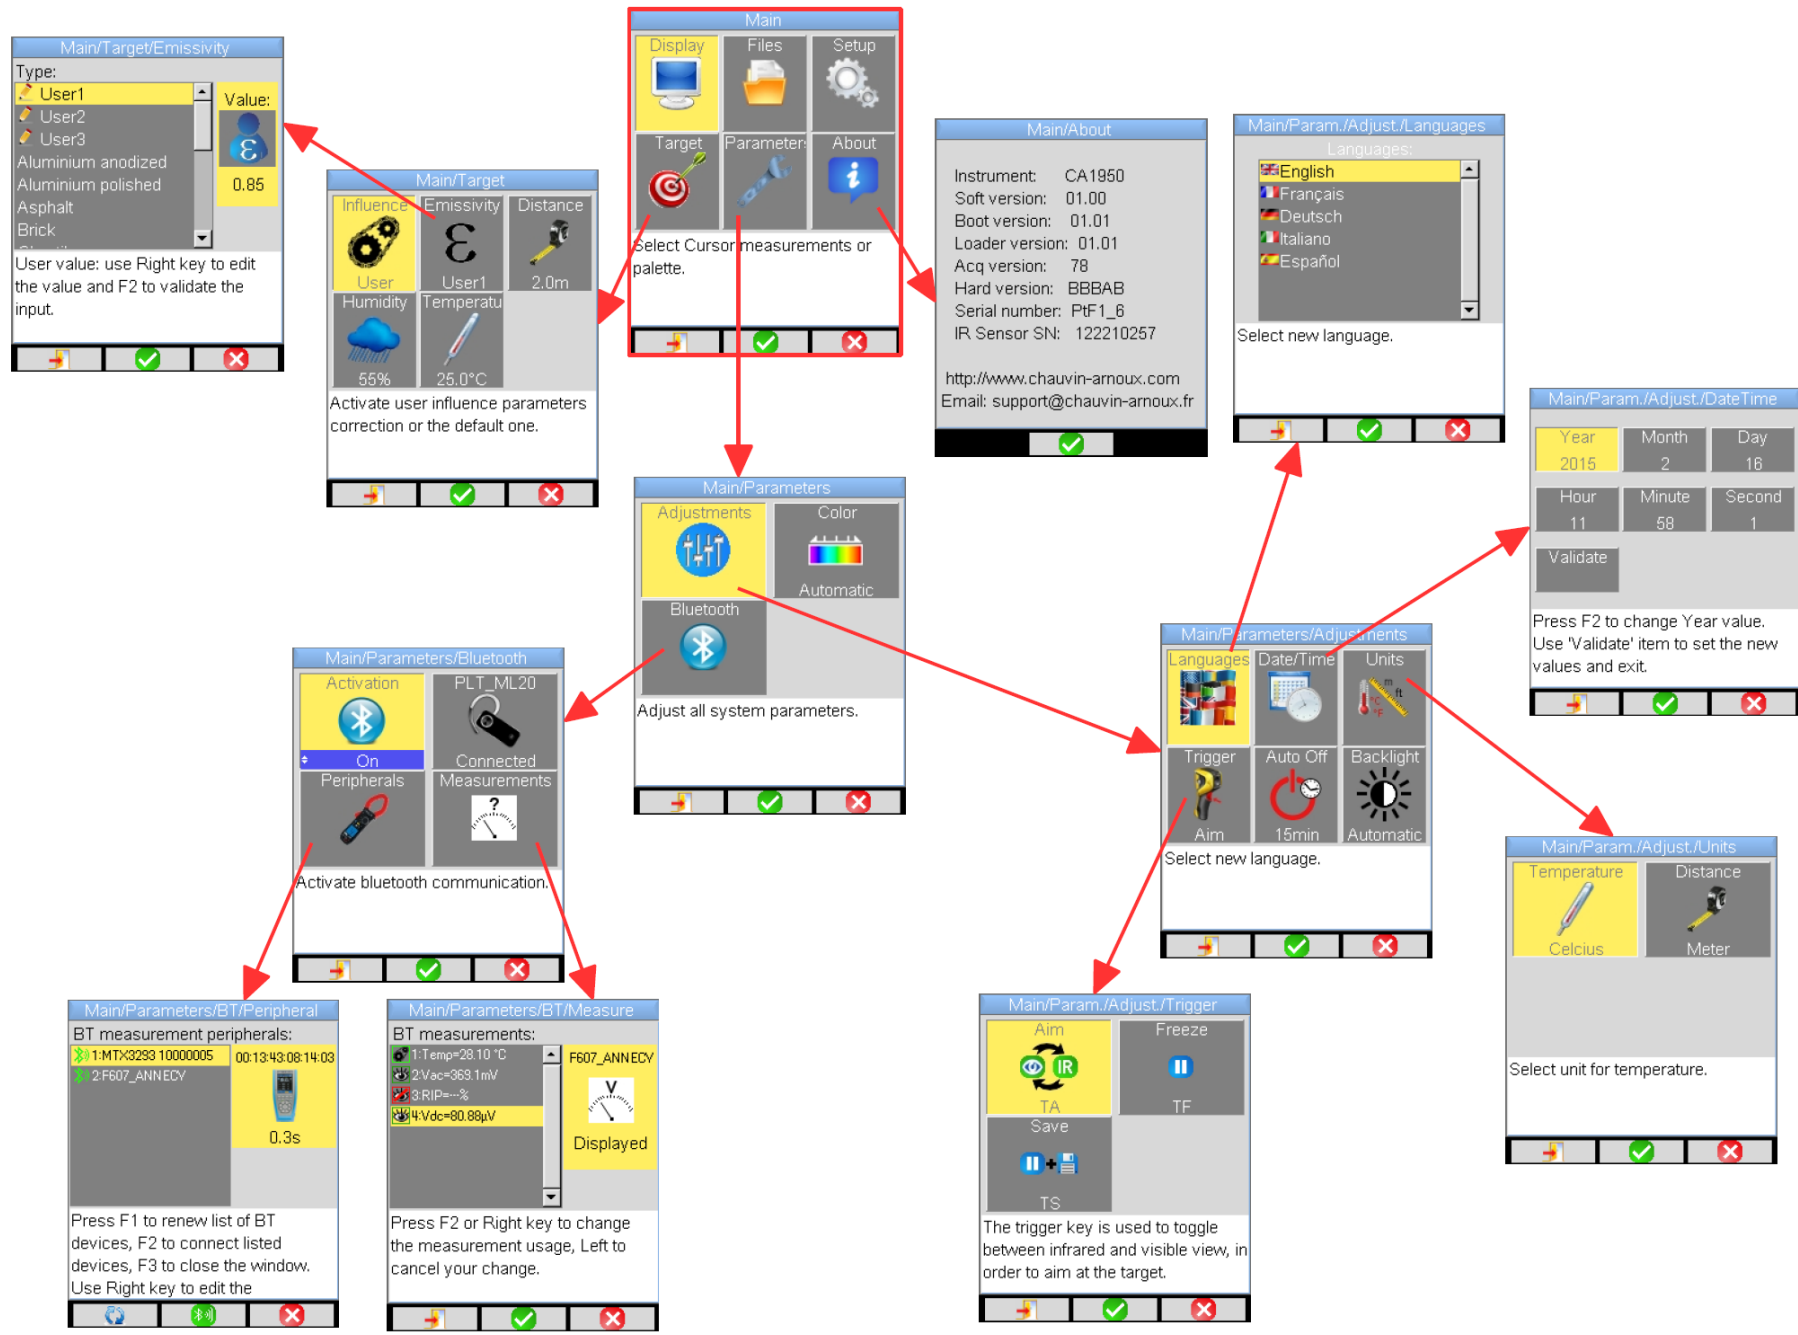 Main/Target/Emissivity
Type:
User1
User2
User3
Aluminium anodized
Aluminium polished
Asphalt
Brick
Value:
0.85
User value: use Right key to edit
the value and F2 to validate the
input.
Main/Target
Influence
User
Emissivity
User1
Distance
2.0m
Humidity
55%
Temperatu
25.0°C
Activate user influence parameters
correction or the default one.
Main
Display
Files
Setup
Target
Parameter
About
Select Cursor measurements or
palette.
Main/About
Instrument: CA1950
Soft version: 01.00
Boot version: 01.01
Loader version: 01.01
Acq version: 78
Hard version: BBBAB
Serial number: PtF1_6
IR Sensor SN: 122210257
http://www.chauvin-arnoux.com
Email: support@chauvin-arnoux.fr
Main/Param./Adjust./Languages
Languages:
English
Français
Deutsch
Italiano
Español
Select new language.
Main/Param./Adjust./DateTime
Year
2015
Month
2
Day
16
Hour
11
Minute
58
Second
1
Validate
Press F2 to change Year value.
Use 'Validate' item to set the new
values and exit.
Main/Parameters
Adjustments
Color
Automatic
Bluetooth
Adjust all system parameters.
Main/Parameters/Bluetooth
Activation
On
PLT_ML20
Connected
Peripherals
Measurements
?
Activate bluetooth communication.
Main/Parameters/Adjustments
Languages
Date/Time
Units
m
ft
°C
°F
Trigger
Aim
Auto Off
15min
Backlight
Automatic
Select new language.
Main/Param./Adjust./Units
Temperature
Celcius
Distance
Meter
Select unit for temperature.
Main/Parameters/BT/Peripheral
BT measurement peripherals:
1:MTX3293 10000005
2:F607_ANNECY
00:13:43:08:14:03
0.3s
Press F1 to renew list of BT
devices, F2 to connect listed
devices, F3 to close the window.
Use Right key to edit the
Main/Parameters/BT/Measure
BT measurements:
1:Temp=28.10 °C
2:Vac=369.1mV
3:RIP=---%
4:Vdc=80.88µV
F607_ANNECY
V
Displayed
Press F2 or Right key to change
the measurement usage, Left to
cancel your change.
Main/Param./Adjust./Trigger
Aim
IR
TA
Freeze
TF
Save
TS
The trigger key is used to toggle
between infrared and visible view, in
order to aim at the target.